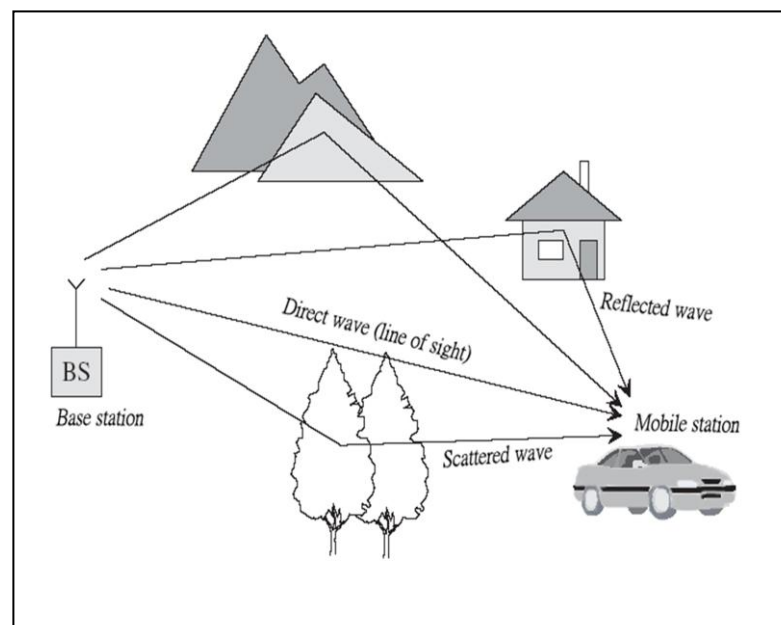 Reflected wave
Direct wave (line of sight)
BS
Base station
Mobile station
Scattered wave